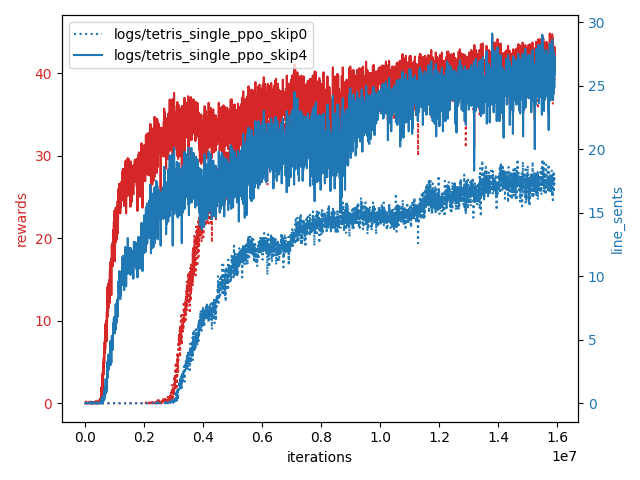 logs/tetris_single_ppo_skip0
logs/tetris_single_ppo_skip4
rewards
40
30
20
10
0
line_sents
30
25
20
15
10
5
0
0.0 0.2 0.4 0.6 0.8 1.0 1.2 1.4 1.6
1e7
iterations